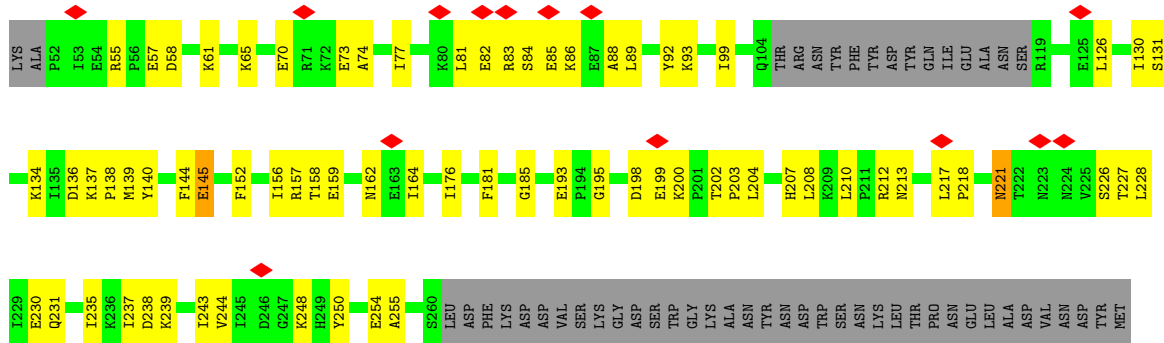 LYS ALA P52 I53 E54 R55 P56 E57 D58 K61 K65 E70 R71 K72 E73 A74 I77 K80 L81 E82 R83 S84 E85 K86 E87 A88 L89 Y92 K93 I99 Q104 THR ARG ASN TYR PHE TYR ASP TYR GLN ILE GLU ALA ASN SER R119 E125 L126 I130 S131
K134 I135 D136 K137 P138 M139 Y140 F144 E145 F152 I156 R157 T158 E159 N162 E163 I164 I176 F181 G185 E193 P194 G195 D198 E199 K200 P201 T202 P203 L204 H207 L208 K209 L210 P211 R212 N213 L217 P218 N221 T222 N223 N224 V225 S226 T227 L228
I229 E230 Q231 I235 K236 I237 D238 K239 I243 V244 I245 D246 G247 K248 H249 Y250 E254 A255 S260 LEU ASP PHE LYS ASP ASP VAL SER LYS GLY ASP SER TRP GLY LYS ALA ASN TYR ASN ASP TRP SER ASN LYS LEU THR PRO ASN GLU LEU ALA ASP VAL ASN ASP TYR MET